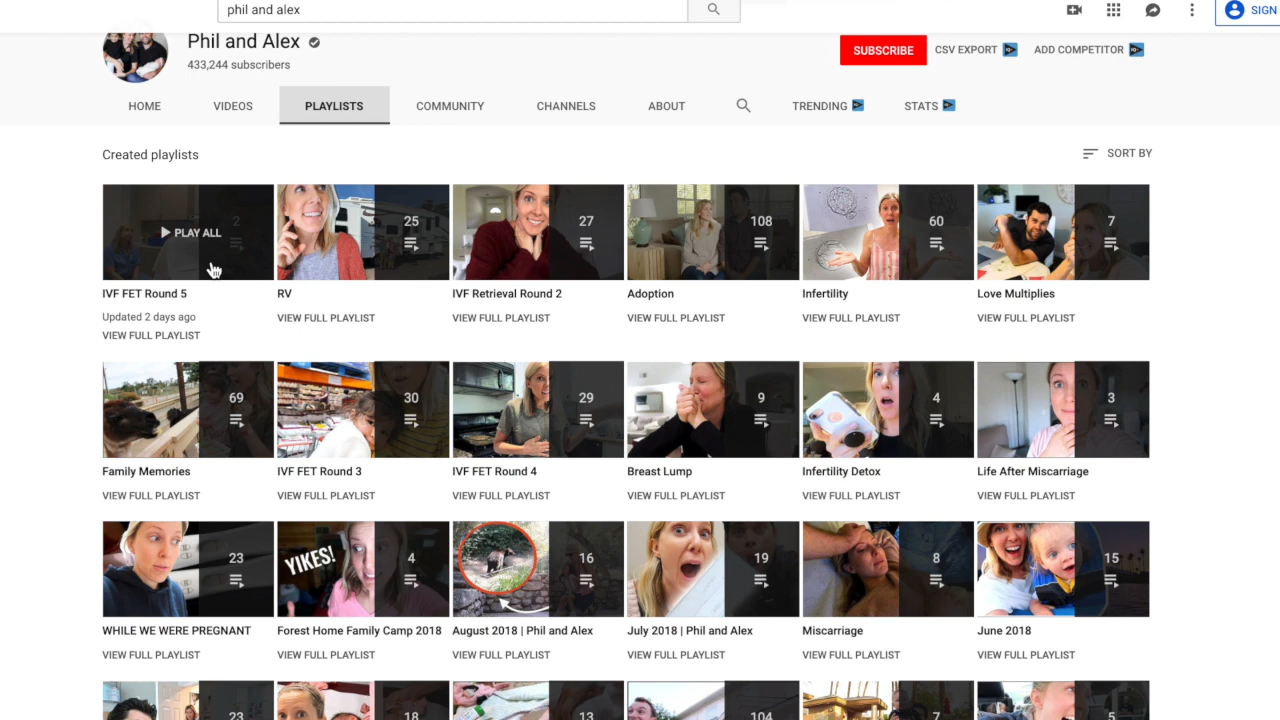 phil and alex
SIGN
Phil and Alex
433,244 subscribers
SUBSCRIBE
CSV EXPORT
ADD COMPETITOR
HOME
VIDEOS
PLAYLISTS
COMMUNITY
CHANNELS
ABOUT
TRENDING
STATS
Created playlists
SORT BY
2
PLAY ALL
25
27
108
60
7
IVF FET Round 5
RV
IVF Retrieval Round 2
Adoption
Infertility
Love Multiplies
Updated 2 days ago
VIEW FULL PLAYLIST
VIEW FULL PLAYLIST
VIEW FULL PLAYLIST
VIEW FULL PLAYLIST
VIEW FULL PLAYLIST
VIEW FULL PLAYLIST
69
30
29
9
4
3
Family Memories
IVF FET Round 3
IVF FET Round 4
Breast Lump
Infertility Detox
Life After Miscarriage
VIEW FULL PLAYLIST
VIEW FULL PLAYLIST
VIEW FULL PLAYLIST
VIEW FULL PLAYLIST
VIEW FULL PLAYLIST
VIEW FULL PLAYLIST
23
YIKES!
4
16
19
8
15
WHILE WE WERE PREGNANT
Forest Home Family Camp 2018
August 2018 | Phil and Alex
July 2018 | Phil and Alex
Miscarriage
June 2018
VIEW FULL PLAYLIST
VIEW FULL PLAYLIST
VIEW FULL PLAYLIST
VIEW FULL PLAYLIST
VIEW FULL PLAYLIST
VIEW FULL PLAYLIST
23
18
13
104
7
5